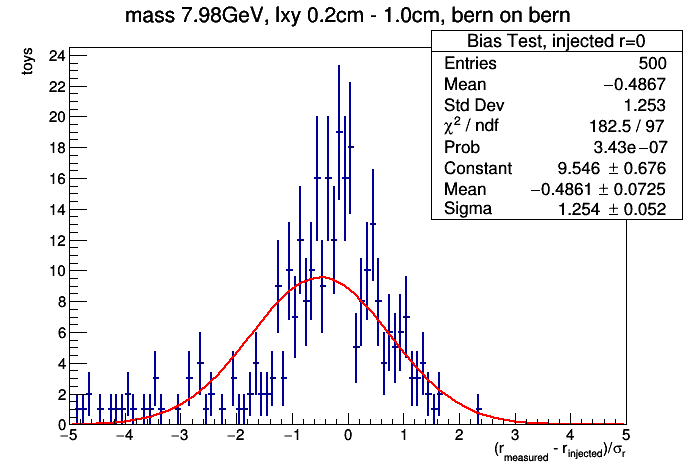 mass 7.98GeV, lxy 0.2cm - 1.0cm, bern on bern
toys
Bias Test, injected r=0
Entries 500
Mean −0.4867
Std Dev 1.253
χ² / ndf 182.5 / 97
Prob 3.43e−07
Constant 9.546 ± 0.676
Mean −0.4861 ± 0.0725
Sigma 1.254 ± 0.052
24
22
20
18
16
14
12
10
8
6
4
2
0
−5 −4 −3 −2 −1 0 1 2 3 4 5
(r_measured - r_injected)/σ_r